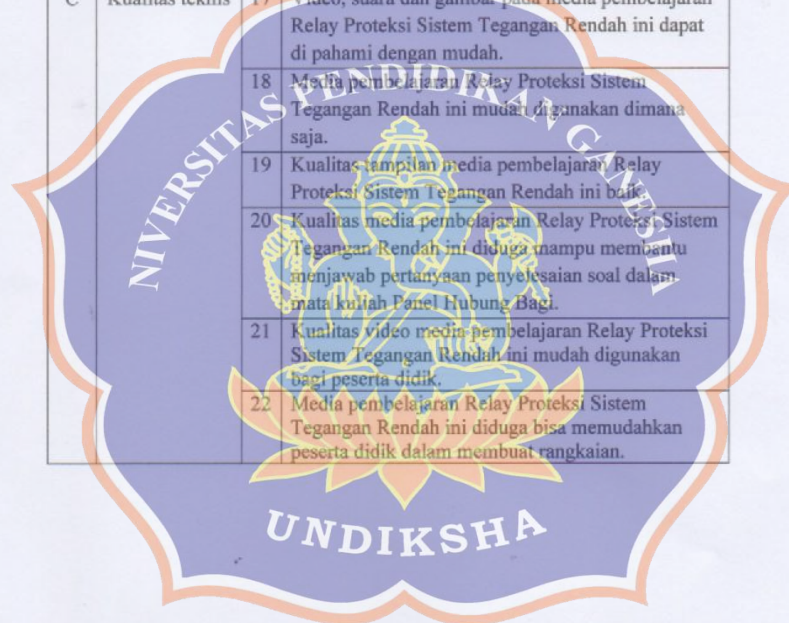 C Kualitas teknis 17 Video, suara dan gambar pada media pembelajaran
Relay Proteksi Sistem Tegangan Rendah ini dapat
di pahami dengan mudah.
18 Media pembelajaran Relay Proteksi Sistem
Tegangan Rendah ini mudah digunakan dimana
saja.
19 Kualitas tampilan media pembelajaran Relay
Proteksi Sistem Tegangan Rendah ini baik.
20 Kualitas media pembelajaran Relay Proteksi Sistem
Tegangan Rendah ini diduga mampu membantu
menjawab pertanyaan penyelesaian soal dalam
mata kuliah Panel Hubung Bagi.
21 Kualitas video media pembelajaran Relay Proteksi
Sistem Tegangan Rendah ini mudah digunakan
bagi peserta didik.
22 Media pembelajaran Relay Proteksi Sistem
Tegangan Rendah ini diduga bisa memudahkan
peserta didik dalam membuat rangkaian.
NIVERSITAS PENDIDIKAN GANESHA
UNDIKSHA